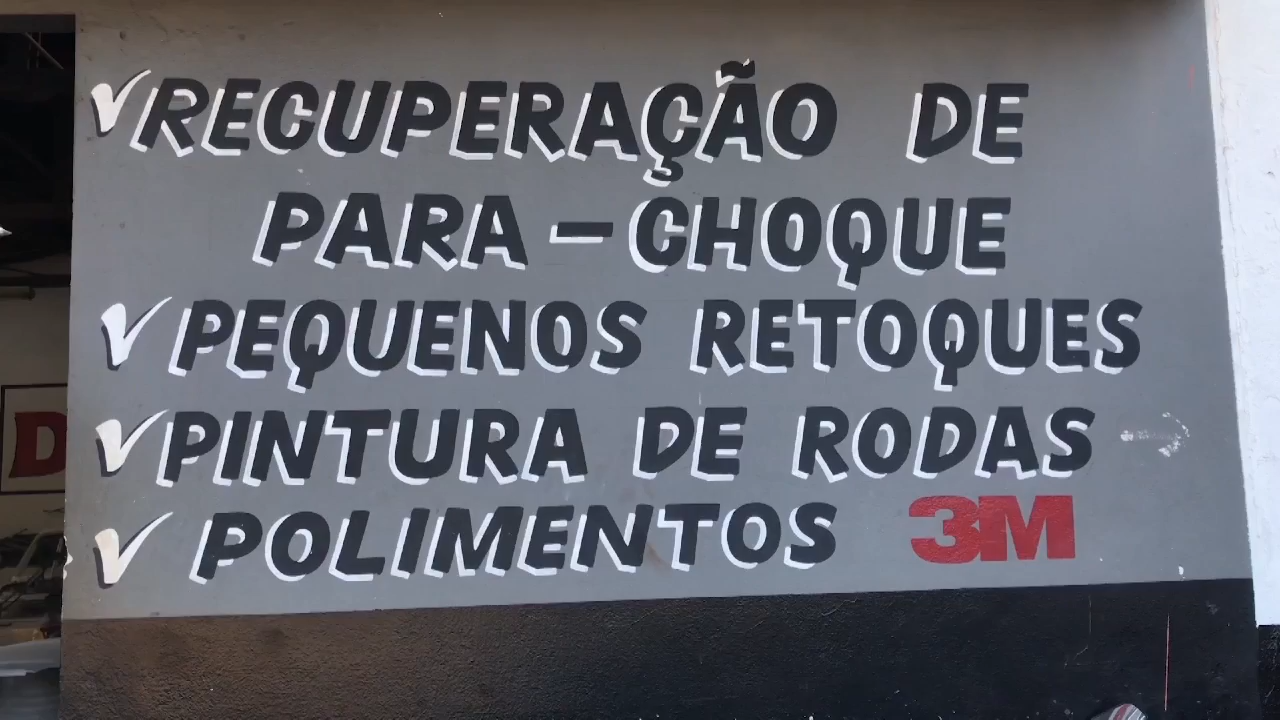 ✓RECUPERAÇÃO DE
PARA-CHOQUE
✓PEQUENOS RETOQUES
✓PINTURA DE RODAS
✓POLIMENTOS 3M
D